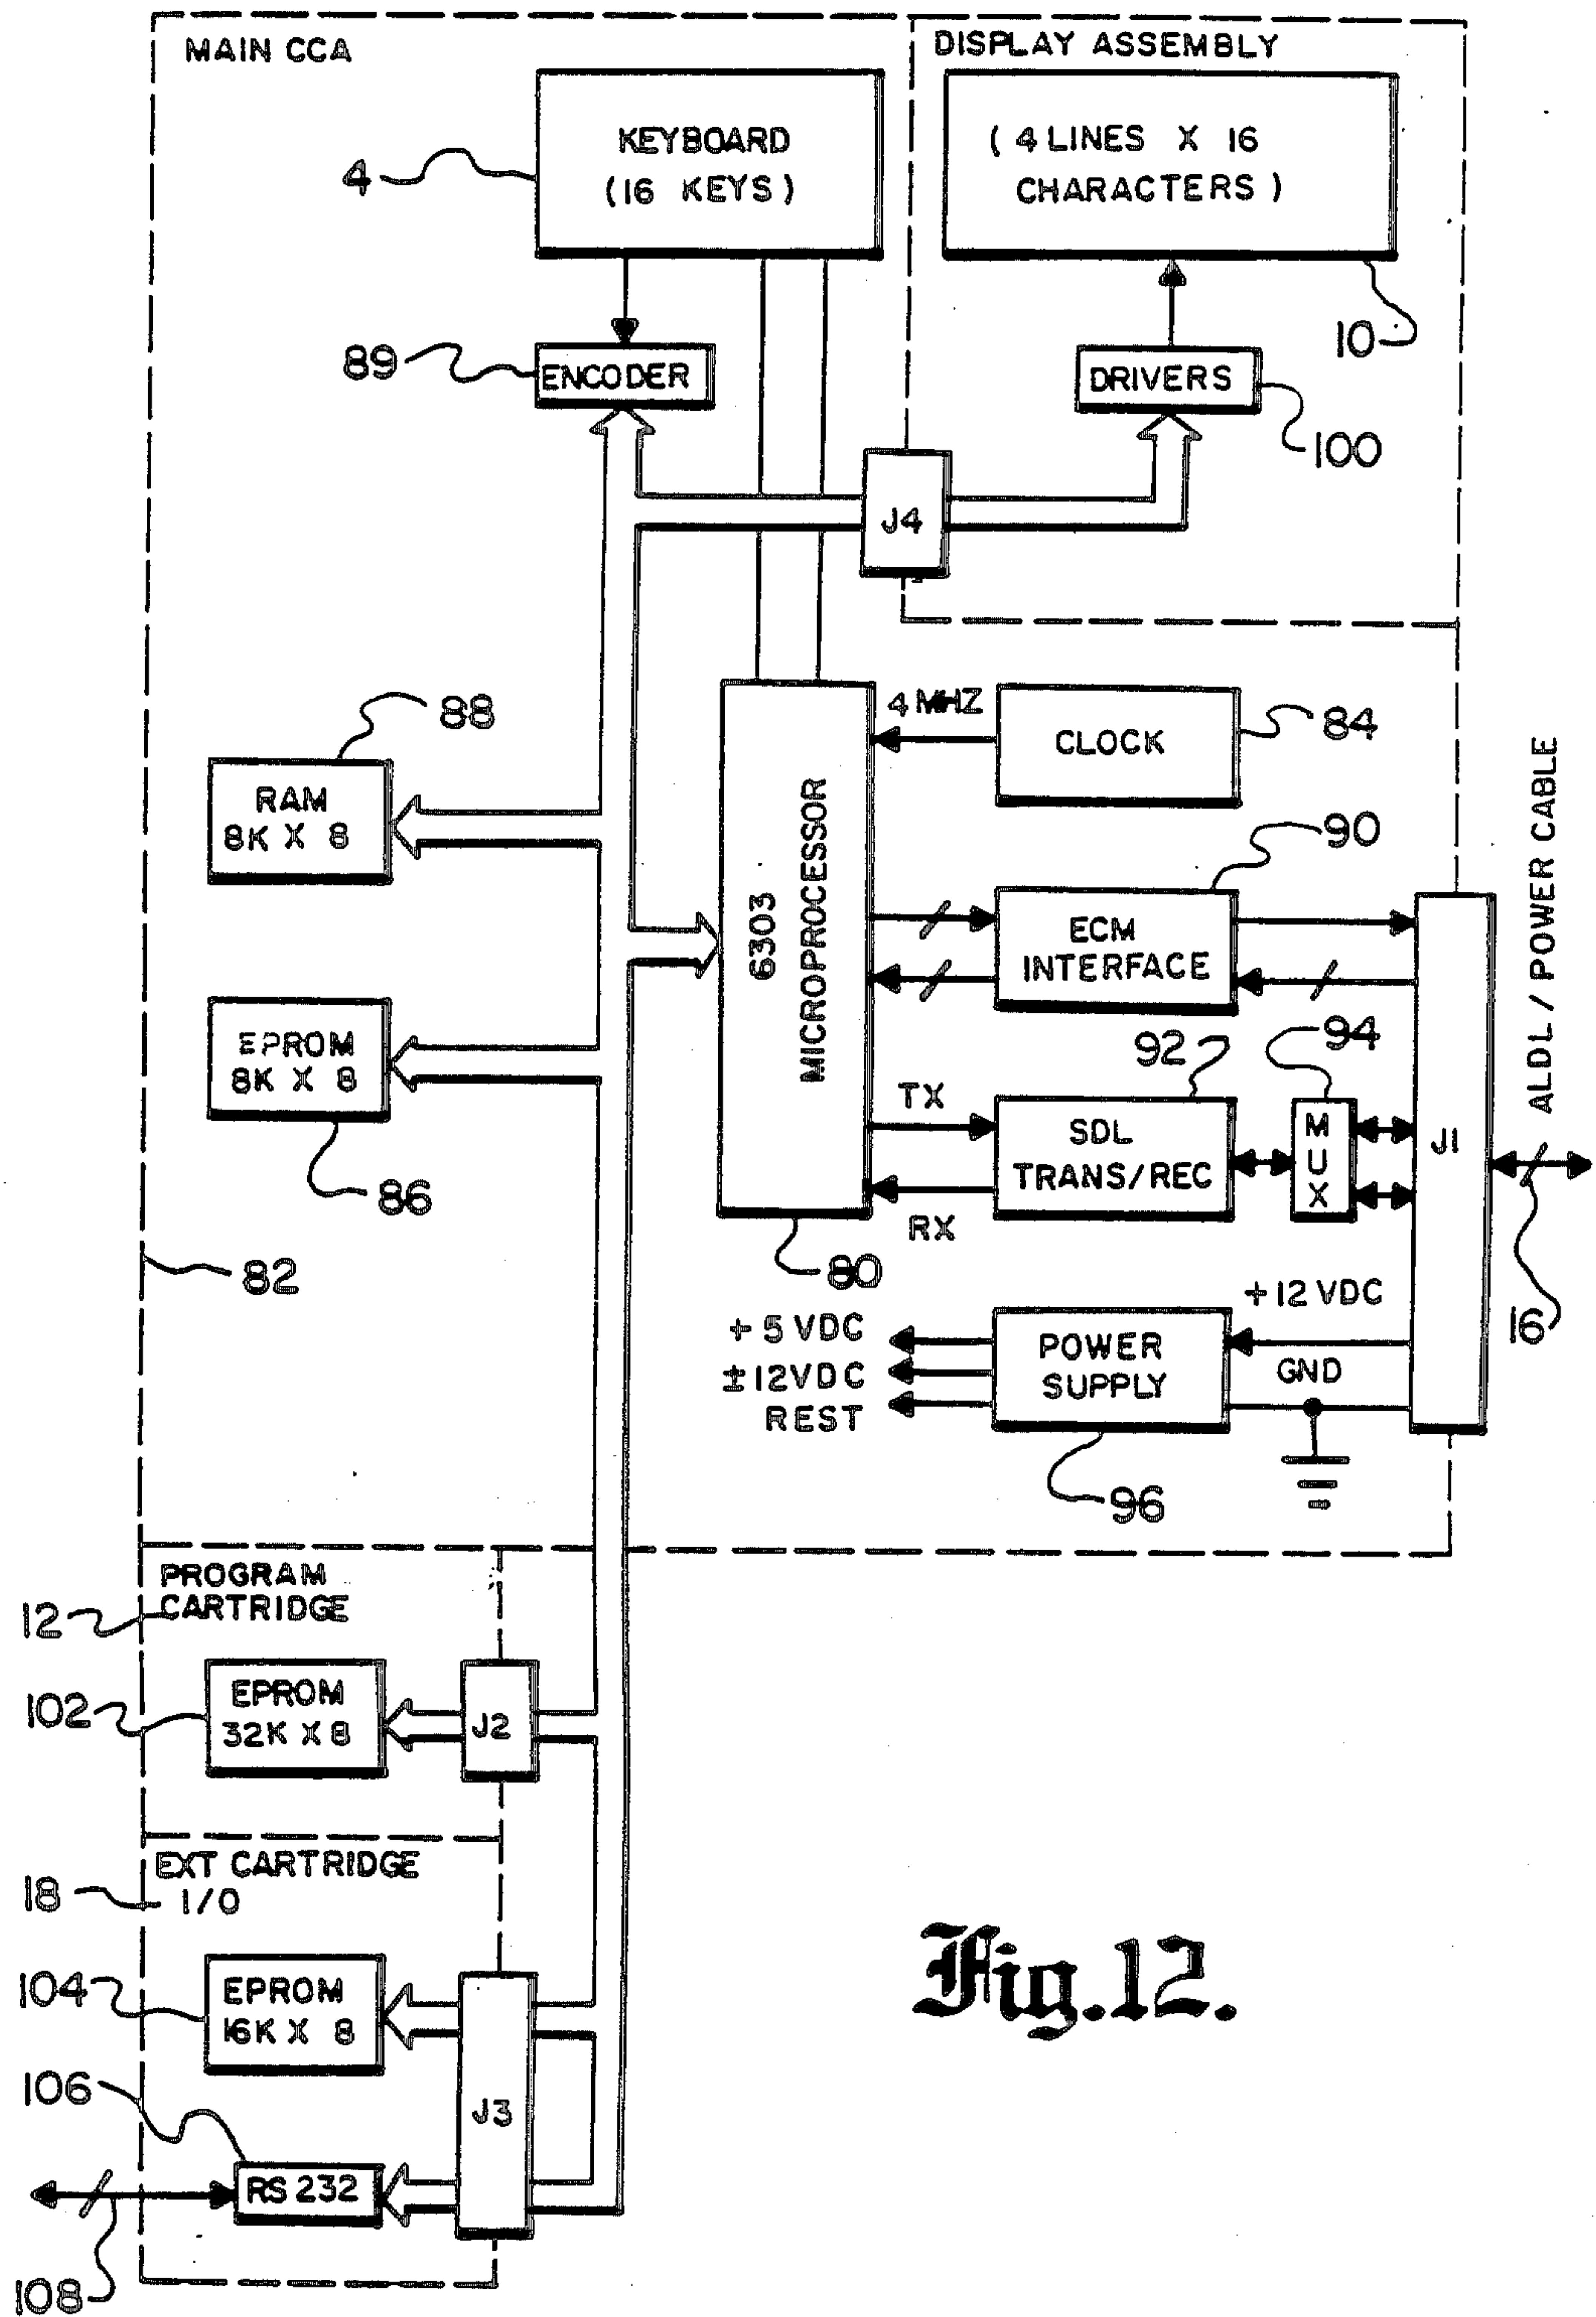 MAIN CCA
DISPLAY ASSEMBLY
KEYBOARD
(16 KEYS)
(4 LINES X 16
CHARACTERS)
4
10
89
ENCODER
DRIVERS
100
J4
88
RAM
8K X 8
4 MHZ
CLOCK
84
6303
MICROPROCESSOR
90
ECM
INTERFACE
EPROM
8K X 8
86
92
94
TX
SDL
TRANS/REC
RX
MUX
J1
ALDL / POWER CABLE
16
80
82
+5 VDC
±12VDC
REST
POWER
SUPPLY
+12 VDC
GND
96
PROGRAM
CARTRIDGE
12
102
EPROM
32K X 8
J2
EXT CARTRIDGE
I/O
18
104
EPROM
16K X 8
J3
106
RS 232
108
Fig.12.